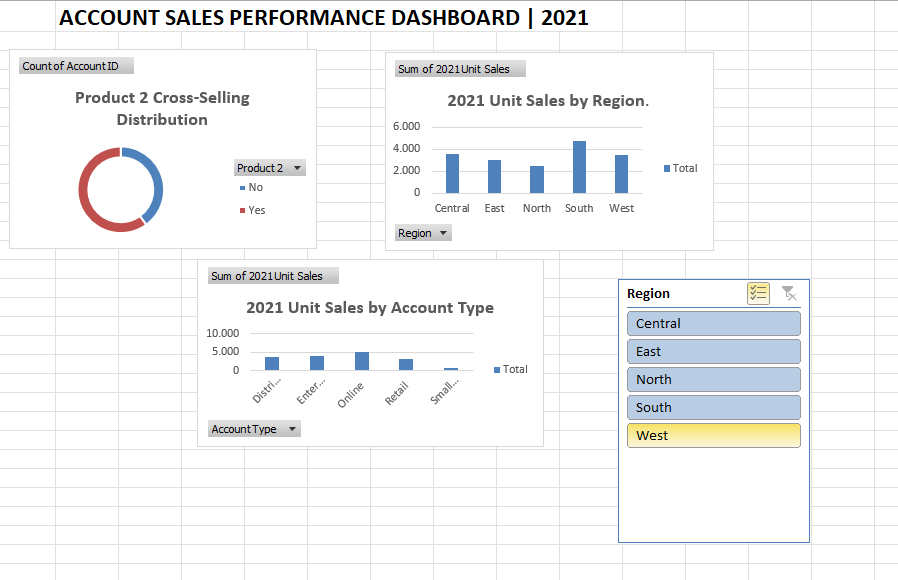 ACCOUNT SALES PERFORMANCE DASHBOARD | 2021
Count of Account ID
Product 2 Cross-Selling
Distribution
Product 2
No
Yes
Sum of 2021 Unit Sales
2021 Unit Sales by Region.
6.000
4.000
2.000
0
Central East North South West
Total
Region
Sum of 2021 Unit Sales
2021 Unit Sales by Account Type
10.000
5.000
0
Distri... Enter... Online Retail Small...
Total
Account Type
Region
Central
East
North
South
West